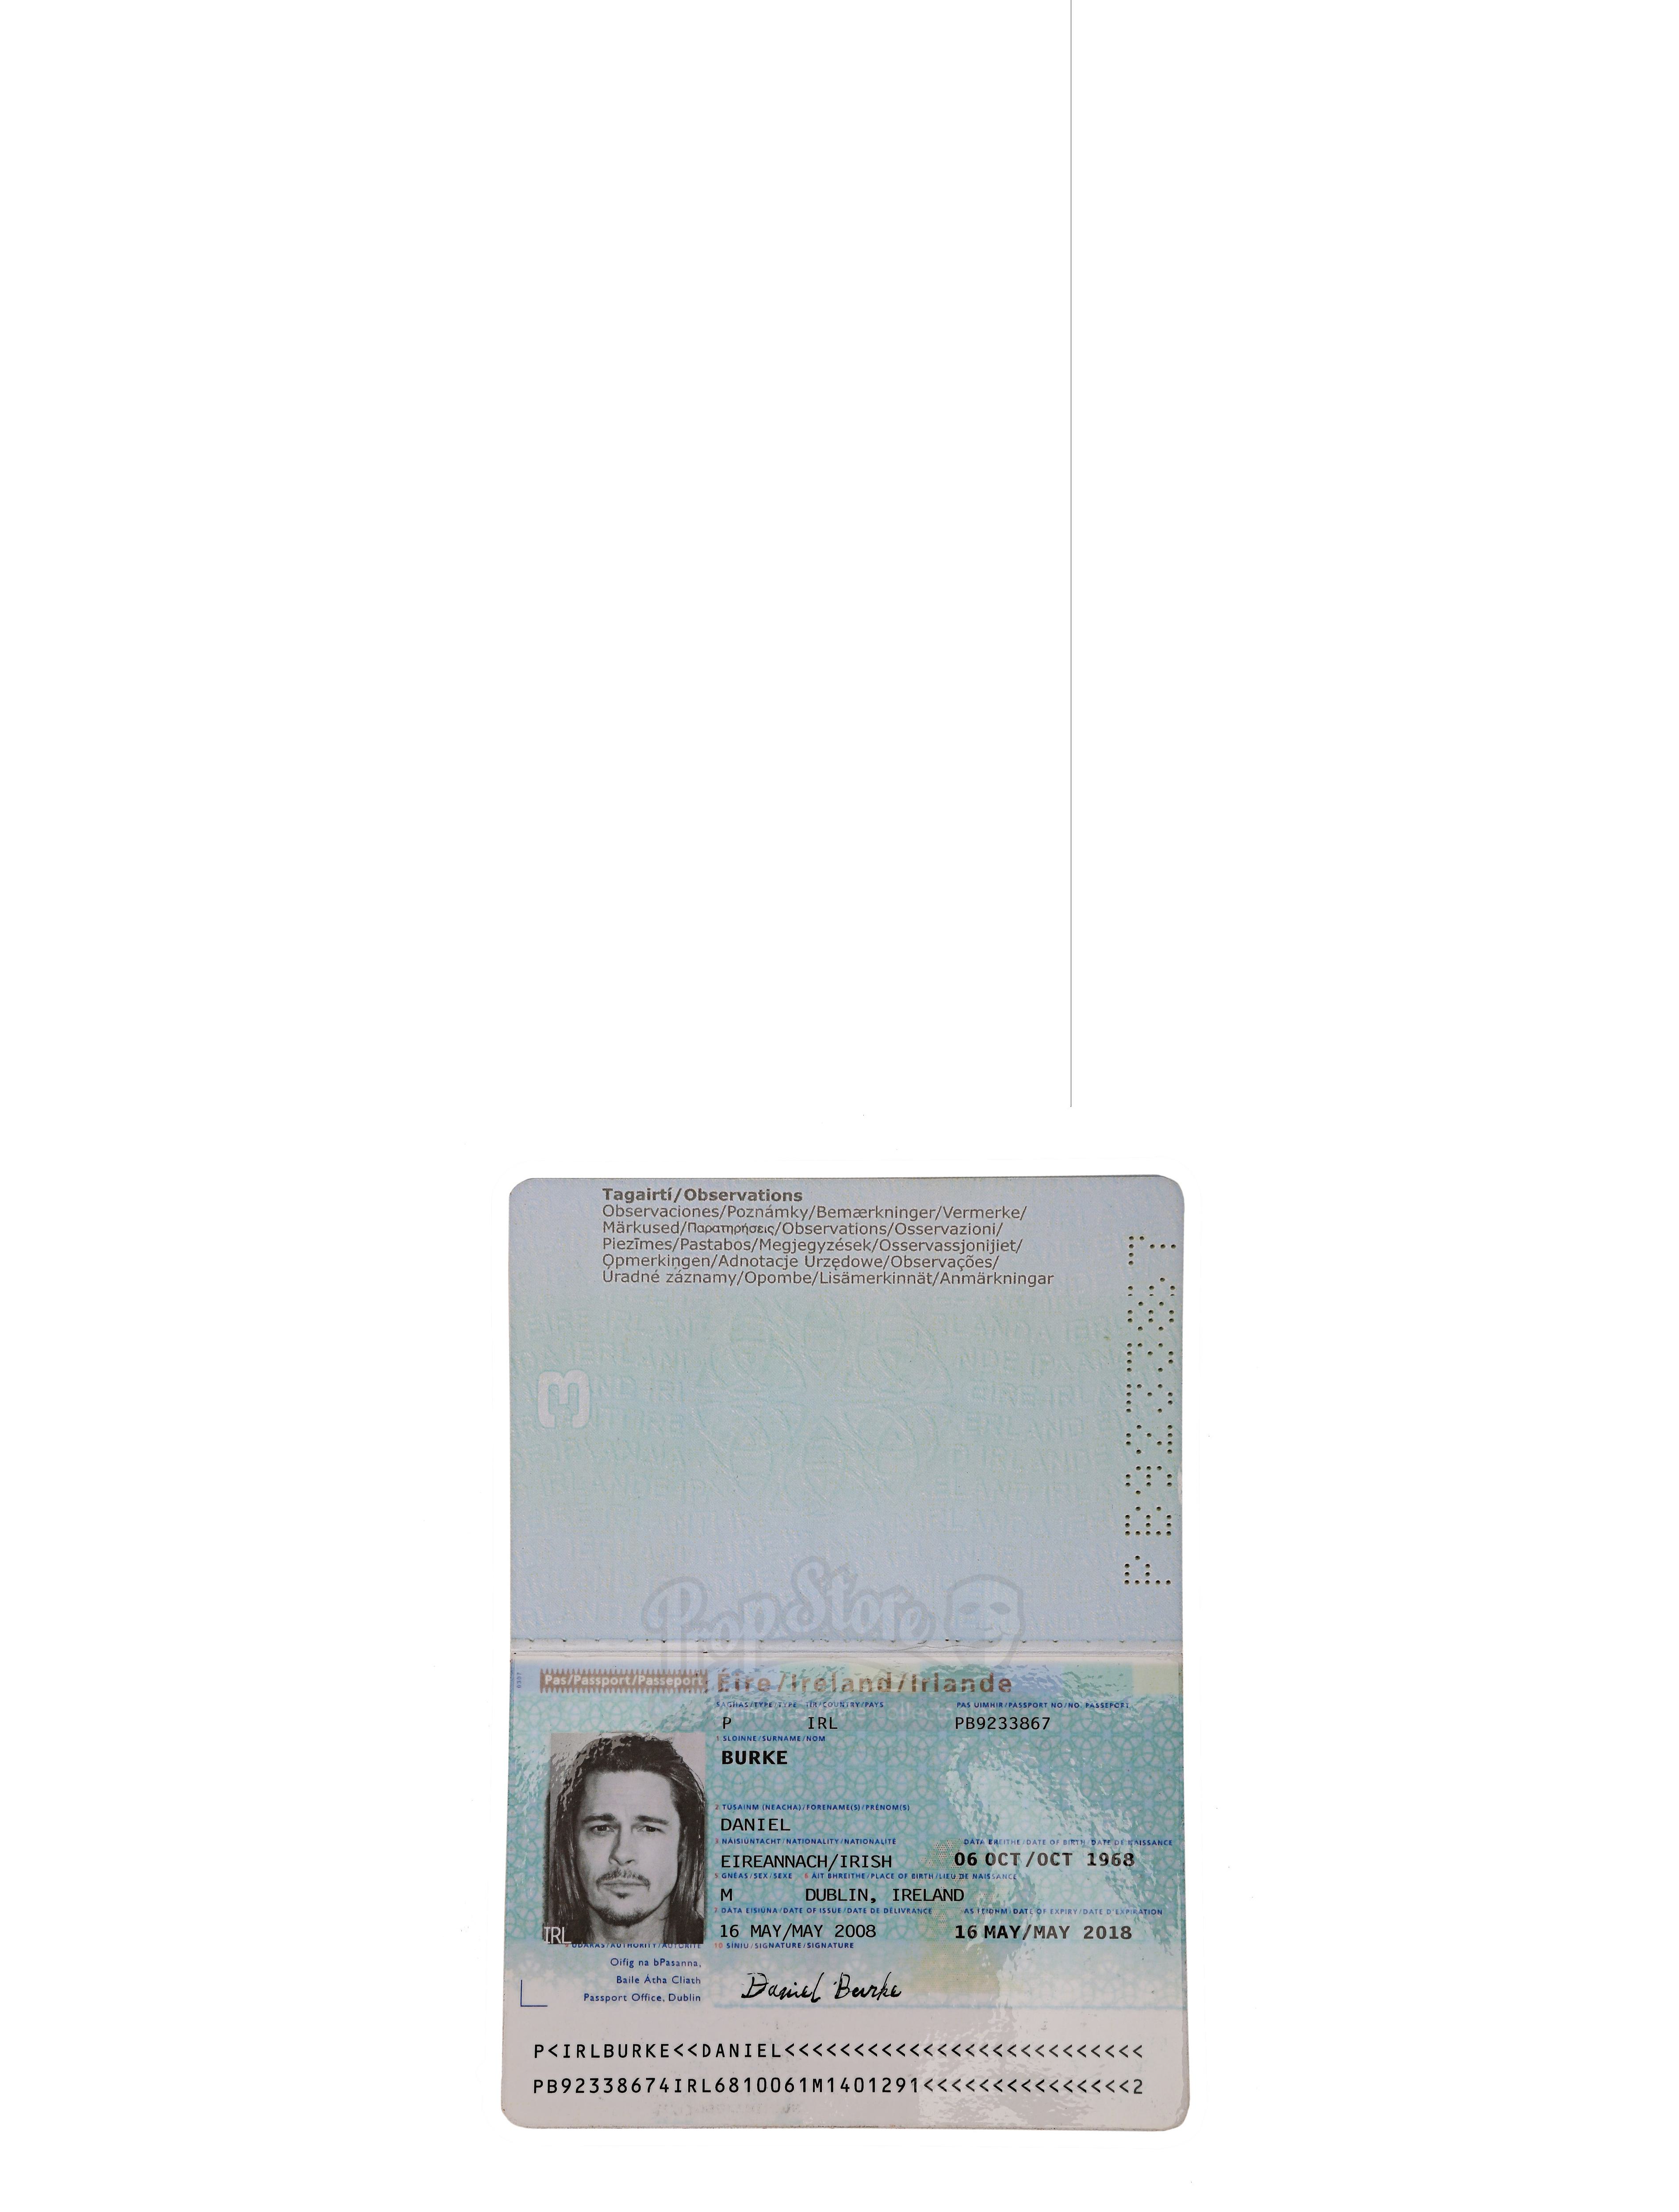 Tagairtí/Observations
Observaciones/Poznámky/Bemærkninger/Vermerke/
Märkused/Παρατηρήσεις/Observations/Osservazioni/
Piezīmes/Pastabos/Megjegyzések/Osservassjonijiet/
Opmerkingen/Adnotacje Urzędowe/Observações/
Úradné záznamy/Opombe/Lisämerkinnät/Anmärkningar
3
Prop Store
Pas/Passport/Passeport Éire/Ireland/Irlande
SAGHAS/TYPE/TYPE TÍR/COUNTRY/PAYS PAS UIMHIR/PASSPORT NO/NO. PASSEPORT
P IRL PB9233867
1 SLOINNE/SURNAME/NOM
BURKE
2 TUSAINM (NEACHA)/FORENAME(S)/PRÉNOM(S)
DANIEL
3 NÁISIÚNTACHT/NATIONALITY/NATIONALITÉ DATA BREITHE/DATE OF BIRTH/DATE DE NAISSANCE
EIREANNACH/IRISH 06 OCT/OCT 1968
5 GNÉAS/SEX/SEXE 6 ÁIT BHREITHE/PLACE OF BIRTH/LIEU DE NAISSANCE
M DUBLIN, IRELAND
7 DÁTA EISIÚNA/DATE OF ISSUE/DATE DE DÉLIVRANCE AS FEIDHM/DATE OF EXPIRY/DATE D'EXPIRATION
16 MAY/MAY 2008 16 MAY/MAY 2018
IRL
9 ÚDARÁS/AUTHORITY/AUTORITÉ 10 SÍNIÚ/SIGNATURE/SIGNATURE
Oifig na bPasanna,
Baile Átha Cliath
Passport Office, Dublin
Daniel Burke
P<IRLBURKE<<DANIEL<<<<<<<<<<<<<<<<<<<<<<<<<<
PB92338674IRL6810061M1401291<<<<<<<<<<<<<<<2